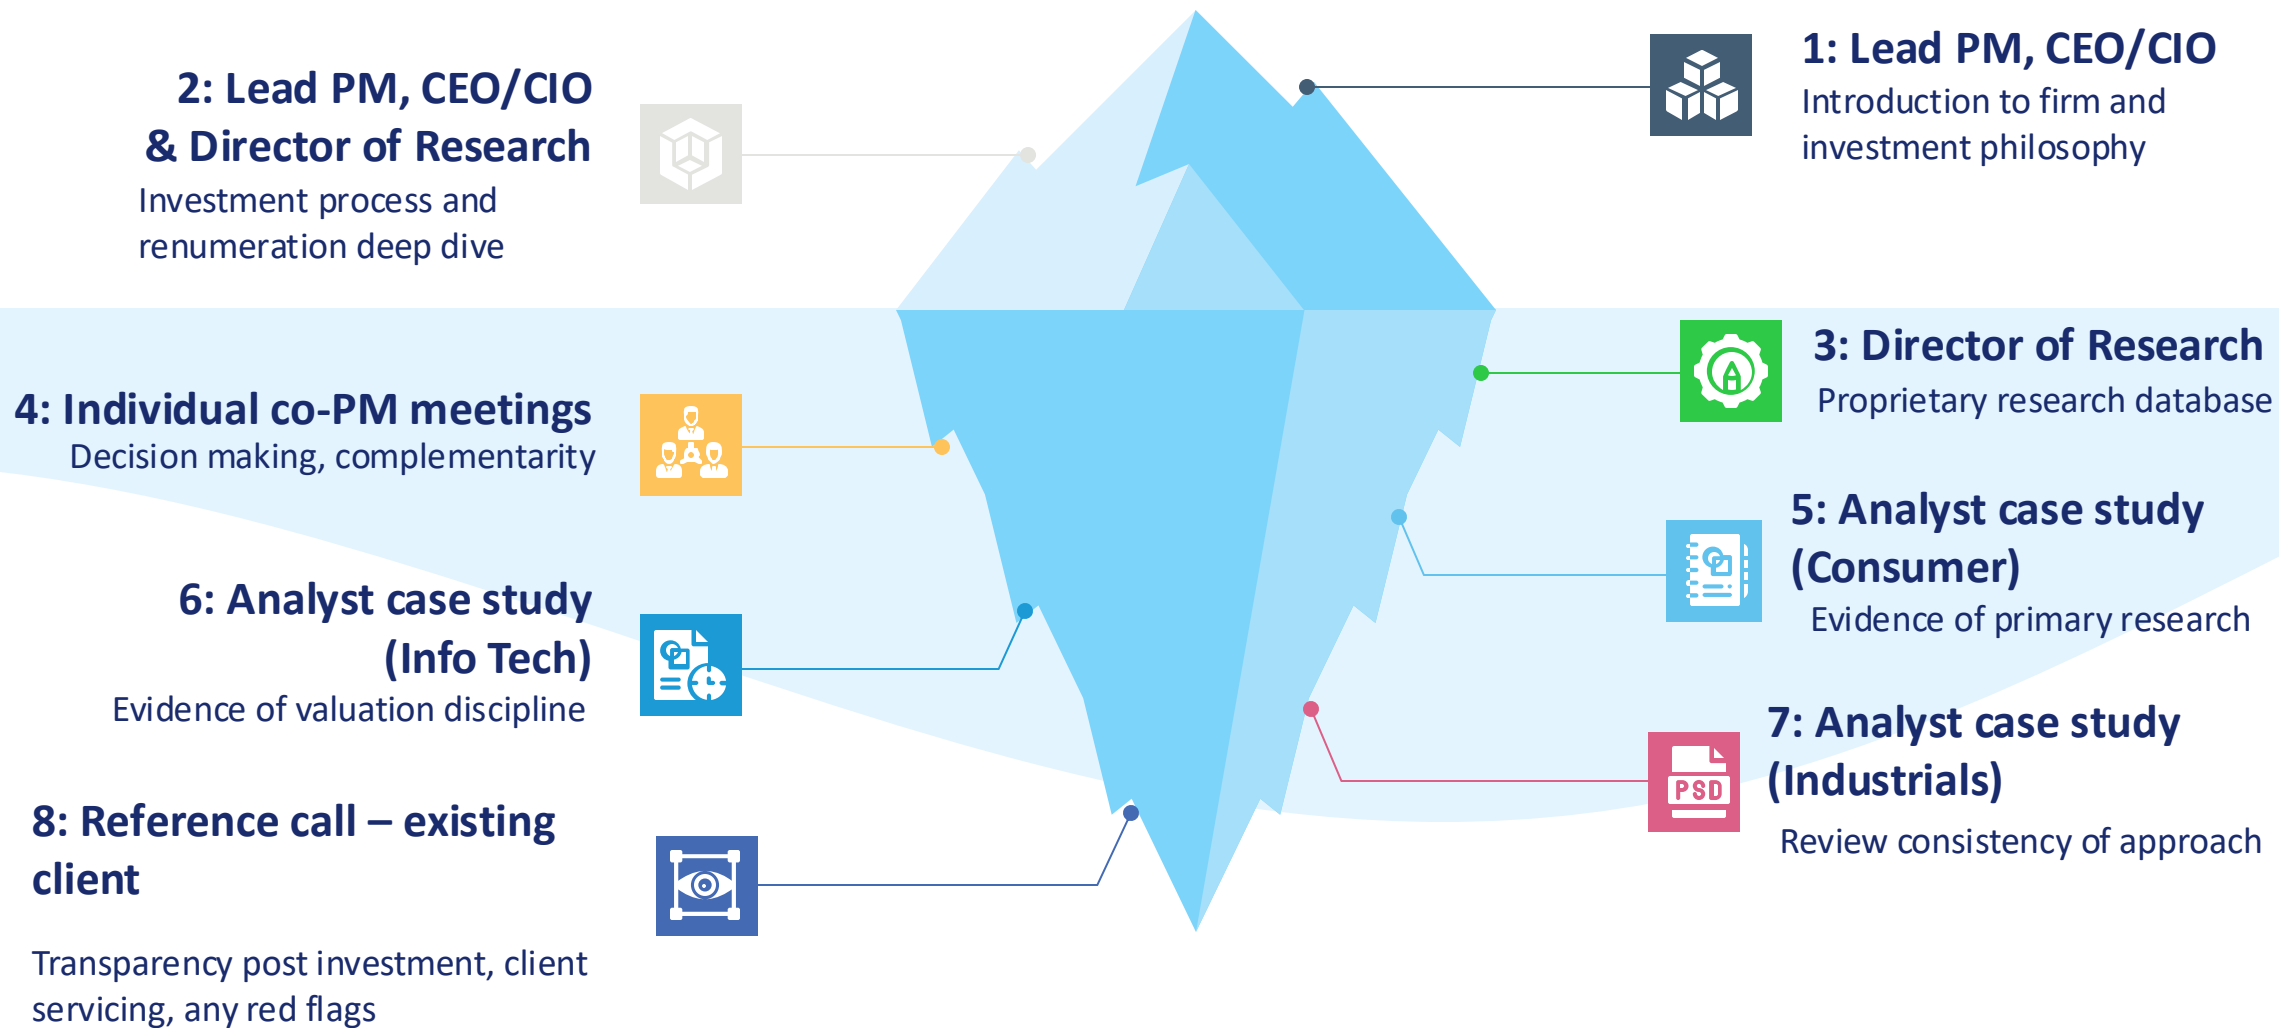 1: Lead PM, CEO/CIO
Introduction to firm and
investment philosophy
2: Lead PM, CEO/CIO
& Director of Research
Investment process and
renumeration deep dive
3: Director of Research
Proprietary research database
4: Individual co-PM meetings
Decision making, complementarity
5: Analyst case study
(Consumer)
Evidence of primary research
6: Analyst case study
(Info Tech)
Evidence of valuation discipline
7: Analyst case study
(Industrials)
Review consistency of approach
PSD
8: Reference call – existing
client
Transparency post investment, client
servicing, any red flags